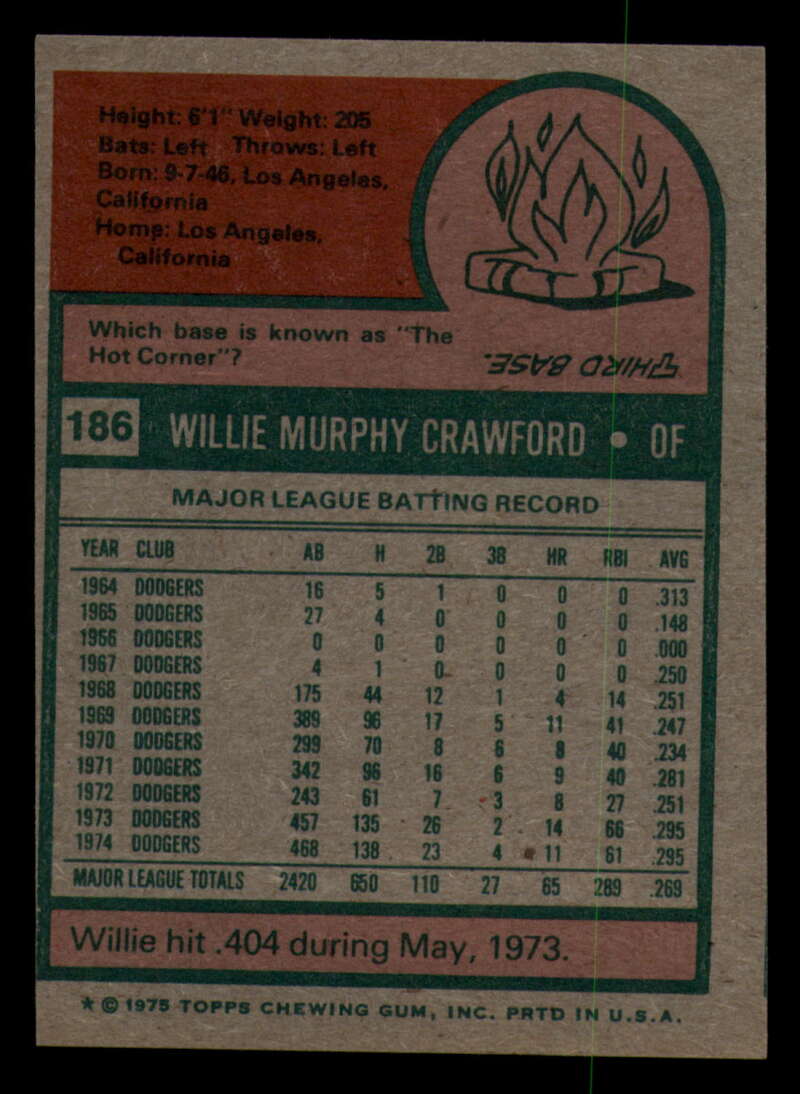 Height: 6'1" Weight: 205
Bats: Left Throws: Left
Born: 9-7-46, Los Angeles,
California
Home: Los Angeles,
California
Which base is known as "The
Hot Corner"?
THIRD BASE.
186 WILLIE MURPHY CRAWFORD • OF
MAJOR LEAGUE BATTING RECORD
YEAR CLUB AB H 2B 3B HR RBI AVG
1964 DODGERS 16 5 1 0 0 0 .313
1965 DODGERS 27 4 0 0 0 0 .148
1966 DODGERS 0 0 0 0 0 0 .000
1967 DODGERS 4 1 0 0 0 0 .250
1968 DODGERS 175 44 12 1 4 14 .251
1969 DODGERS 389 96 17 5 11 41 .247
1970 DODGERS 299 70 8 6 8 40 .234
1971 DODGERS 342 96 16 6 9 40 .281
1972 DODGERS 243 61 7 3 8 27 .251
1973 DODGERS 457 135 26 2 14 66 .295
1974 DODGERS 468 138 23 4 11 61 .295
MAJOR LEAGUE TOTALS 2420 650 110 27 65 289 .269
Willie hit .404 during May, 1973.
★ © 1975 TOPPS CHEWING GUM, INC. PRTD IN U.S.A.